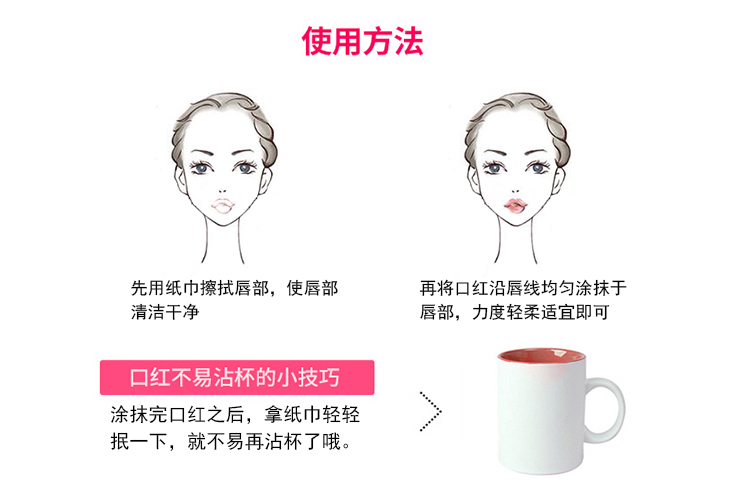 使用方法
先用纸巾擦拭唇部，使唇部
清洁干净
再将口红沿唇线均匀涂抹于
唇部，力度轻柔适宜即可
口红不易沾杯的小技巧
涂抹完口红之后，拿纸巾轻轻
抿一下，就不易再沾杯了哦。